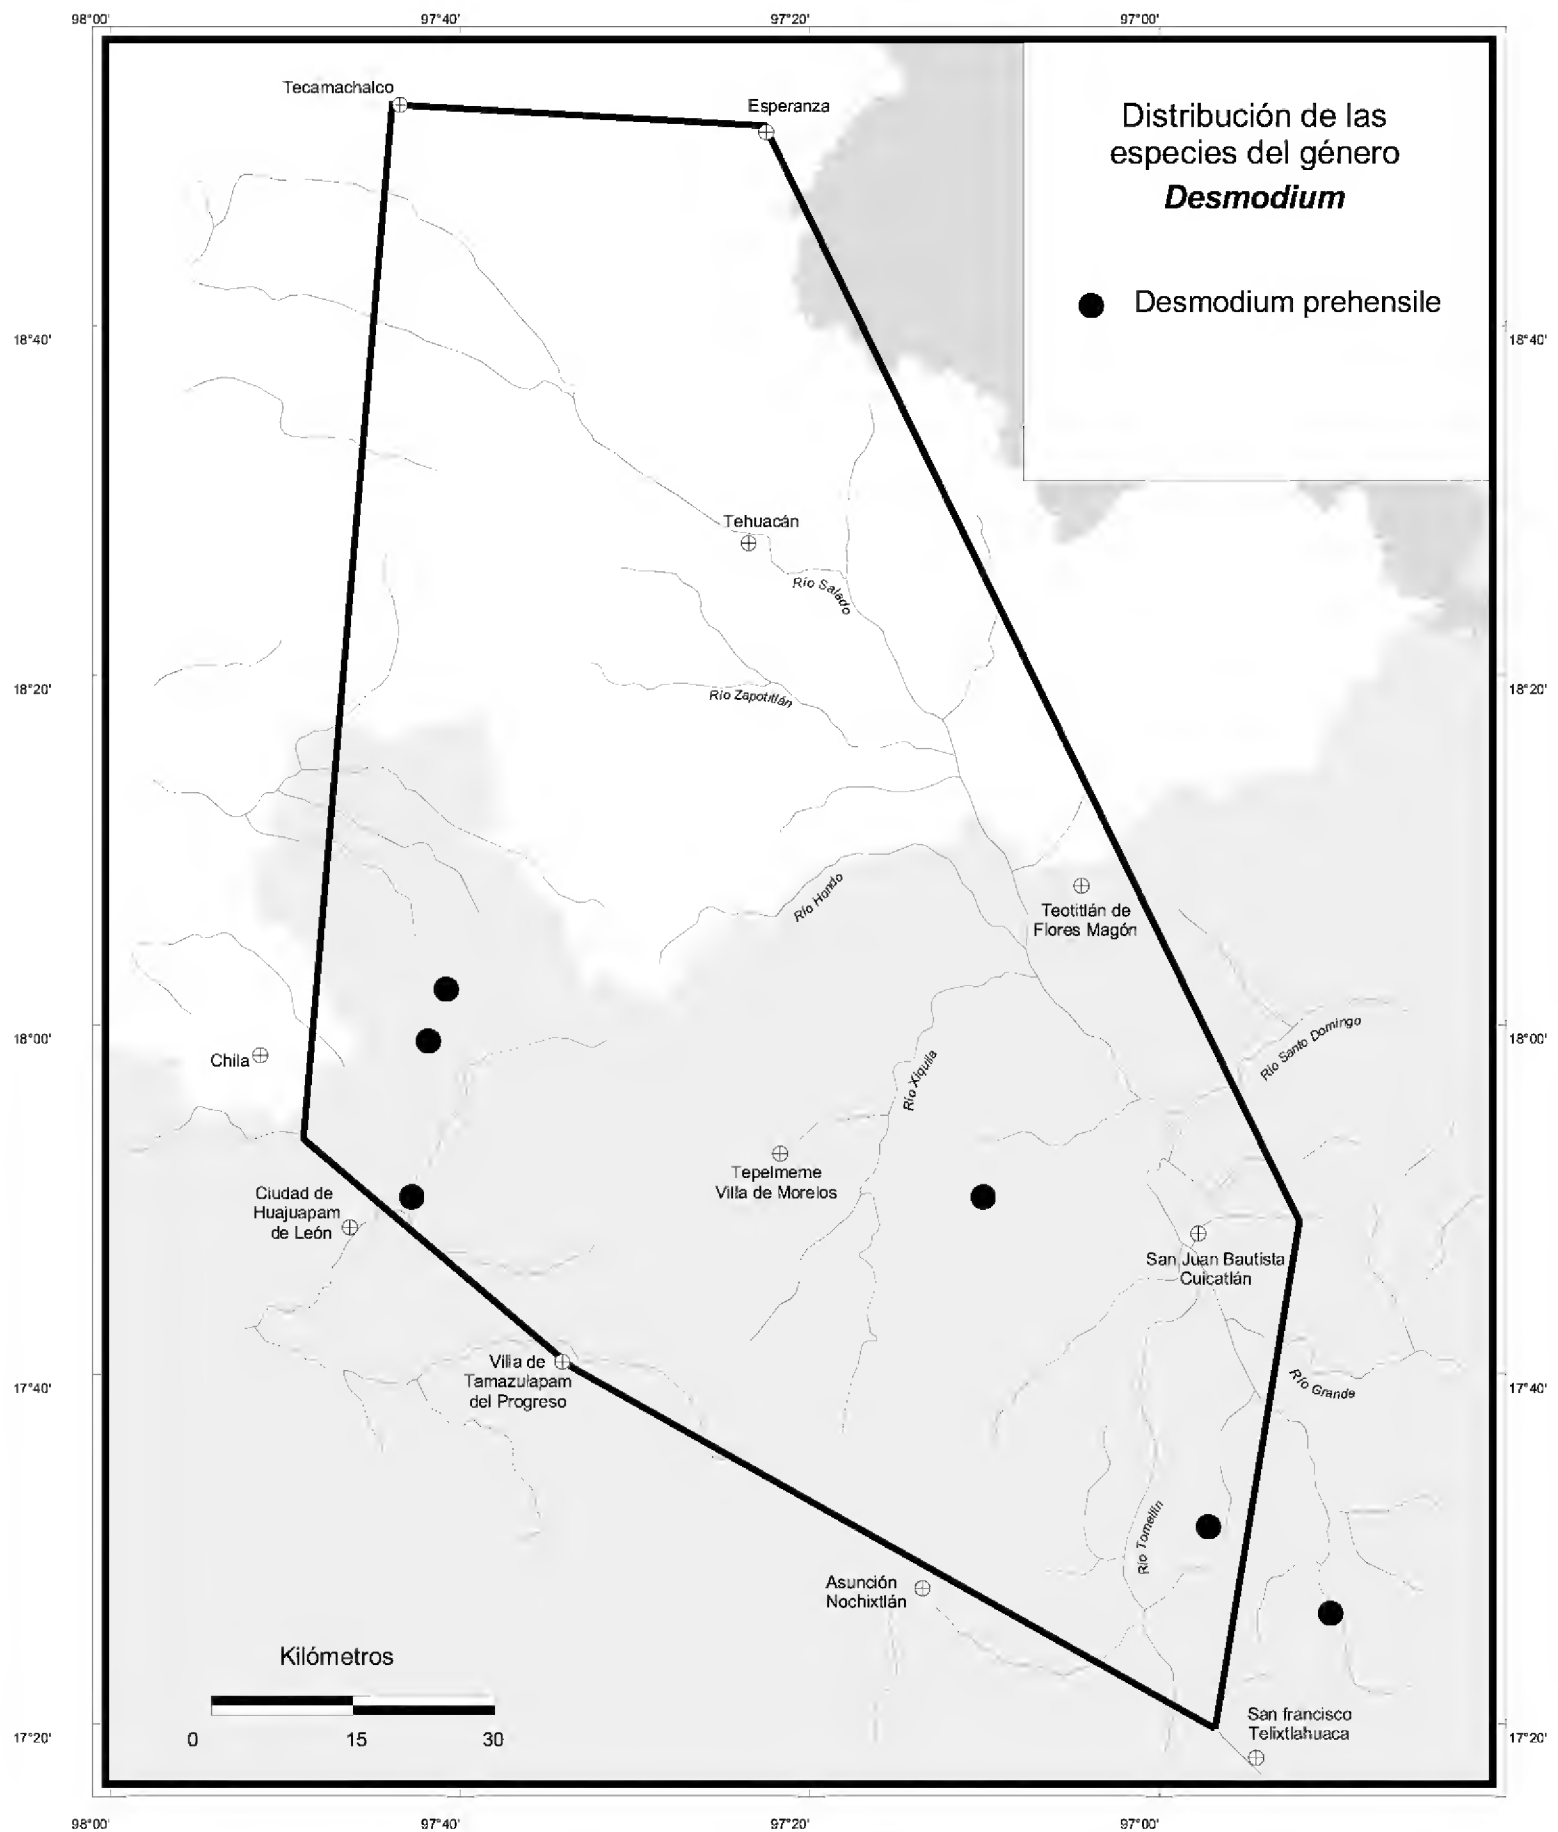 98°00'
97°40'
97°20'
97°00'
Tecamachalco
Esperanza
Distribución de las
especies del género
Desmodium
Desmodium prehensile
18°40'
18°40'
Tehuacán
Río Salado
18°20'
Río Zapotitlán
18°20'
Río Hondo
Teotitlán de
Flores Magón
18°00'
Chila
Río Xiquila
Río Santo Domingo
18°00'
Tepelmeme
Villa de Morelos
Ciudad de
Huajuapam
de León
San Juan Bautista
Cuicatlán
17°40'
Villa de
Tamazulapam
del Progreso
Río Grande
17°40'
Río Tomellín
Asunción
Nochixtlán
Kilómetros
0
15
30
San francisco
Telixtlahuaca
17°20'
17°20'
98°00'
97°40'
97°20'
97°00'